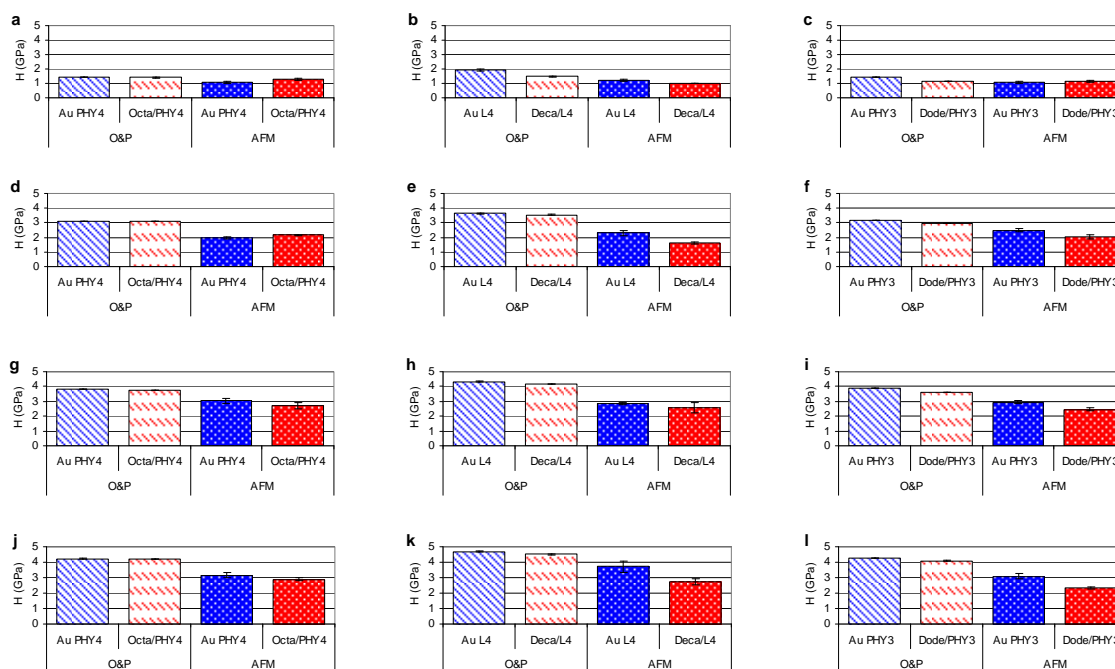 a
5
4
3
2
1
0
H (GPa)
Au PHY4 Octa/PHY4 Au PHY4 Octa/PHY4
O&P AFM
b
5
4
3
2
1
0
H (GPa)
Au L4 Deca/L4 Au L4 Deca/L4
O&P AFM
c
5
4
3
2
1
0
H (GPa)
Au PHY3 Dode/PHY3 Au PHY3 Dode/PHY3
O&P AFM
d
5
4
3
2
1
0
H (GPa)
Au PHY4 Octa/PHY4 Au PHY4 Octa/PHY4
O&P AFM
e
5
4
3
2
1
0
H (GPa)
Au L4 Deca/L4 Au L4 Deca/L4
O&P AFM
f
5
4
3
2
1
0
H (GPa)
Au PHY3 Dode/PHY3 Au PHY3 Dode/PHY3
O&P AFM
g
5
4
3
2
1
0
H (GPa)
Au PHY4 Octa/PHY4 Au PHY4 Octa/PHY4
O&P AFM
h
5
4
3
2
1
0
H (GPa)
Au L4 Deca/L4 Au L4 Deca/L4
O&P AFM
i
5
4
3
2
1
0
H (GPa)
Au PHY3 Dode/PHY3 Au PHY3 Dode/PHY3
O&P AFM
j
5
4
3
2
1
0
H (GPa)
Au PHY4 Octa/PHY4 Au PHY4 Octa/PHY4
O&P AFM
k
5
4
3
2
1
0
H (GPa)
Au L4 Deca/L4 Au L4 Deca/L4
O&P AFM
l
5
4
3
2
1
0
H (GPa)
Au PHY3 Dode/PHY3 Au PHY3 Dode/PHY3
O&P AFM